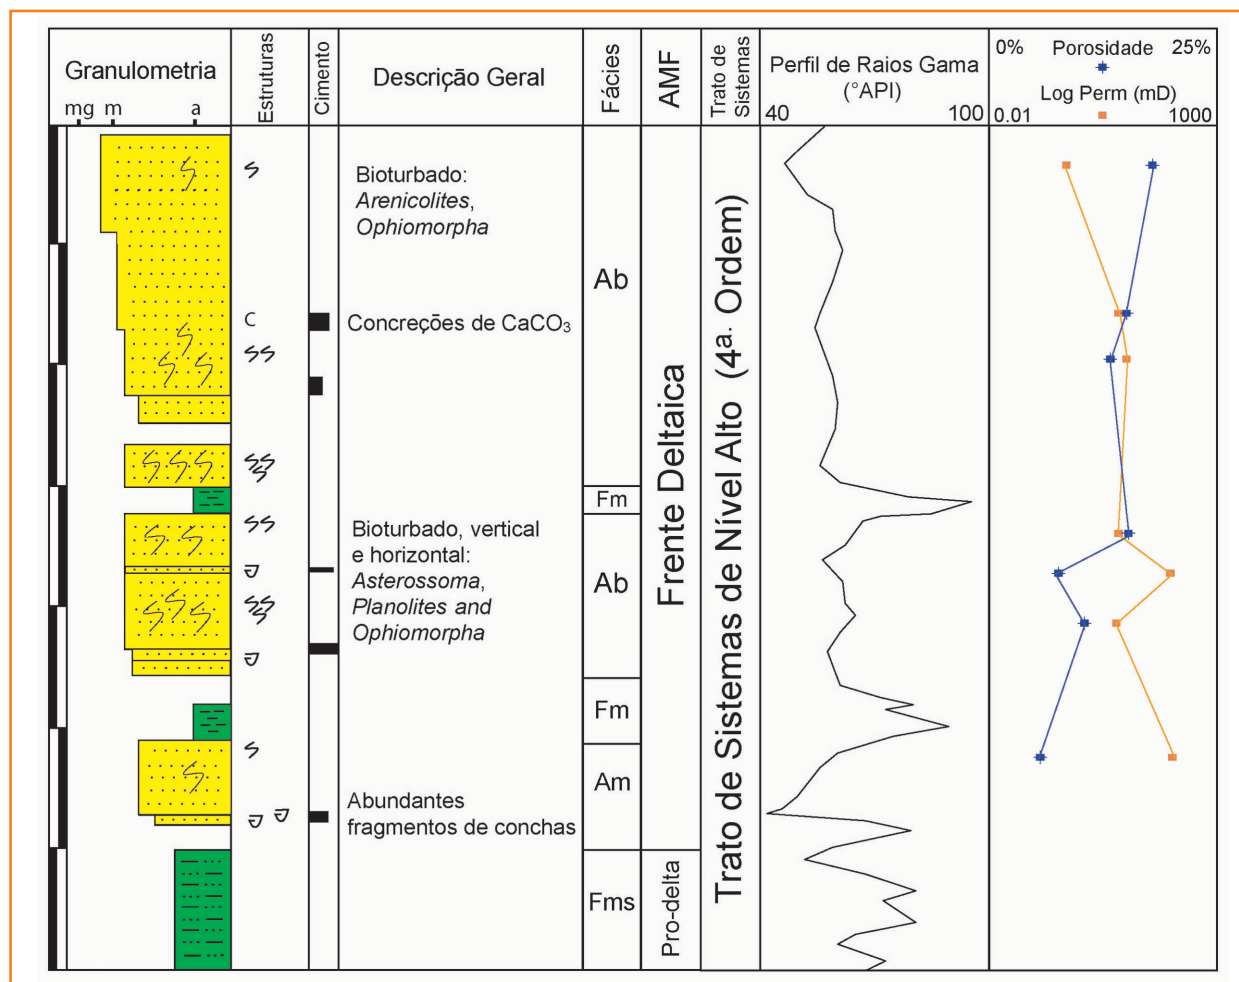 Granulometria
mg m a
Estruturas
Cimento
Descrição Geral
Fácies
AMF
Trato de
Sistemas
Perfil de Raios Gama
(°API)
40 100
0% Porosidade 25%
Log Perm (mD)
0.01 1000
Bioturbado:
Arenicolites,
Ophiomorpha
C
Concreções de CaCO₃
Bioturbado, vertical
e horizontal:
Asterossoma,
Planolites and
Ophiomorpha
Abundantes
fragmentos de conchas
Ab
Fm
Ab
Fm
Am
Fms
Frente Deltaica
Pro-delta
Trato de Sistemas de Nível Alto (4ª. Ordem)